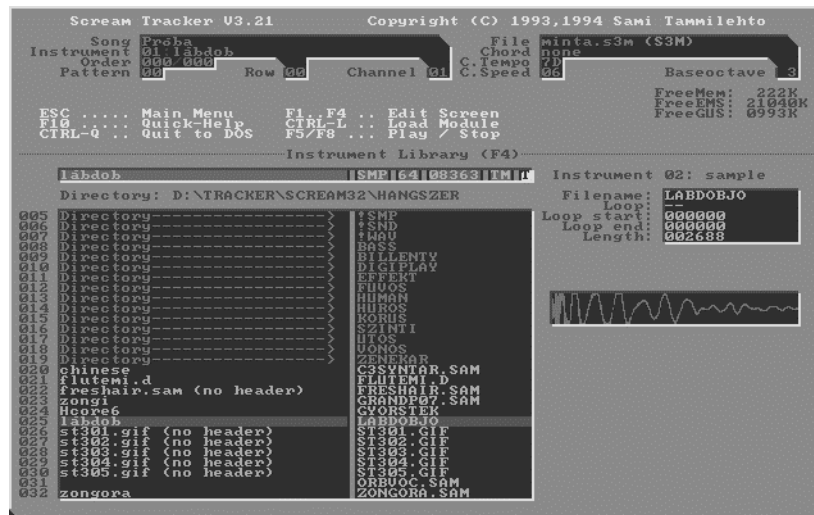 Scream Tracker V3.21 Copyright (C) 1993,1994 Sami Tammilehto
Song Próba File minta.s3m (S3M)
Instrument 01:lábdob Chord none
Order 000/000 C.Tempo 7D
Pattern 00 Row 00 Channel 01 C.Speed 06 Baseoctave 3
FreeMem: 222K
FreeEMS: 21040K
FreeGUS: 0993K
ESC ..... Main Menu F1..F4 .. Edit Screen
F10 ..... Quick-Help CTRL-L .. Load Module
CTRL-Q .. Quit to DOS F5/F8 ... Play / Stop
Instrument Library (F4)
lábdob SMP 64 08363 TM Instrument 02: sample
Directory: D:\TRACKER\SCREAM32\HANGSZER
Filename: LABDOBJO
Loop: --
Loop start: 000000
Loop end: 000000
Length: 002688
005 Directory--------------------> !SMP
006 Directory--------------------> !SND
007 Directory--------------------> !WAV
008 Directory--------------------> BASS
009 Directory--------------------> BILLENTY
010 Directory--------------------> DIGIPLAY
011 Directory--------------------> EFFEKT
012 Directory--------------------> FUVOS
013 Directory--------------------> HUMAN
014 Directory--------------------> HUROS
015 Directory--------------------> KORUS
016 Directory--------------------> SZINTI
017 Directory--------------------> UTOS
018 Directory--------------------> VONOS
019 Directory--------------------> ZENEKAR
020 chinese C3SYNTAR.SAM
021 flutemi.d FLUTEMI.D
022 freshair.sam (no header) FRESHAIR.SAM
023 zongi GRANDP07.SAM
024 Hcore6 GYORSTEK
025 lábdob LABDOBJO
026 st301.gif (no header) ST301.GIF
027 st302.gif (no header) ST302.GIF
028 st303.gif (no header) ST303.GIF
029 st304.gif (no header) ST304.GIF
030 st305.gif (no header) ST305.GIF
031 ORBVOC.SAM
032 zongora ZONGORA.SAM